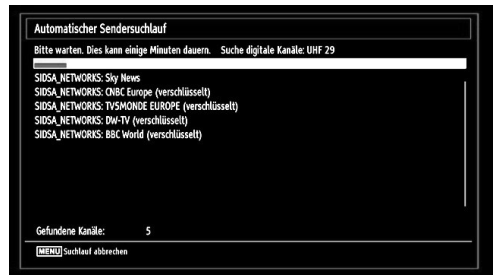 Automatischer Sendersuchlauf
Bitte warten. Dies kann einige Minuten dauern. Suche digitale Kanäle: UHF 29
SIDSA_NETWORKS: Sky News
SIDSA_NETWORKS: CNBC Europe (verschlüsselt)
SIDSA_NETWORKS: TV5MONDE EUROPE (verschlüsselt)
SIDSA_NETWORKS: DW-TV (verschlüsselt)
SIDSA_NETWORKS: BBC World (verschlüsselt)
Gefundene Kanäle: 5
MENU Suchlauf abbrechen